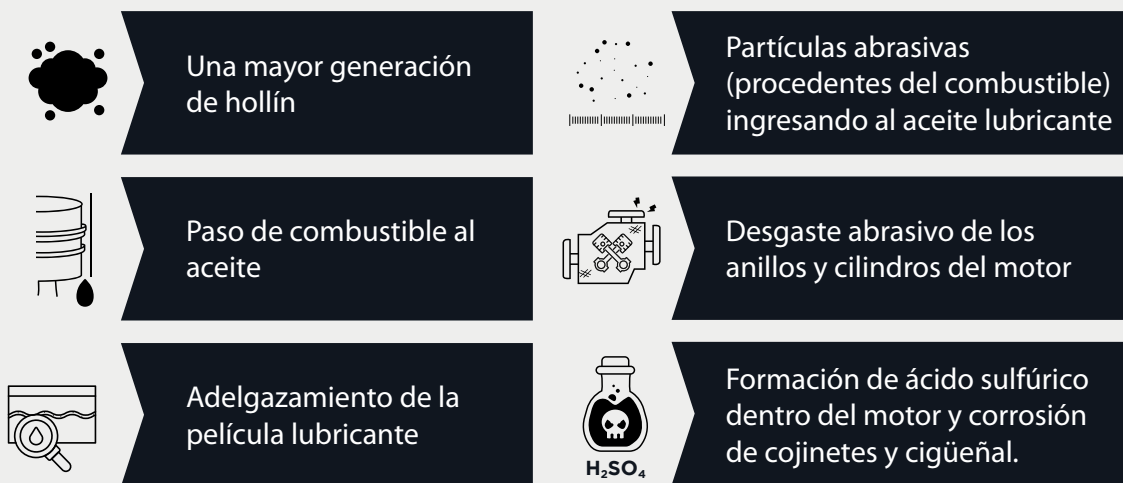 Una mayor generación
de hollín
Partículas abrasivas
(procedentes del combustible)
ingresando al aceite lubricante
Paso de combustible al
aceite
Desgaste abrasivo de los
anillos y cilindros del motor
Adelgazamiento de la
película lubricante
H₂SO₄
Formación de ácido sulfúrico
dentro del motor y corrosión
de cojinetes y cigüeñal.